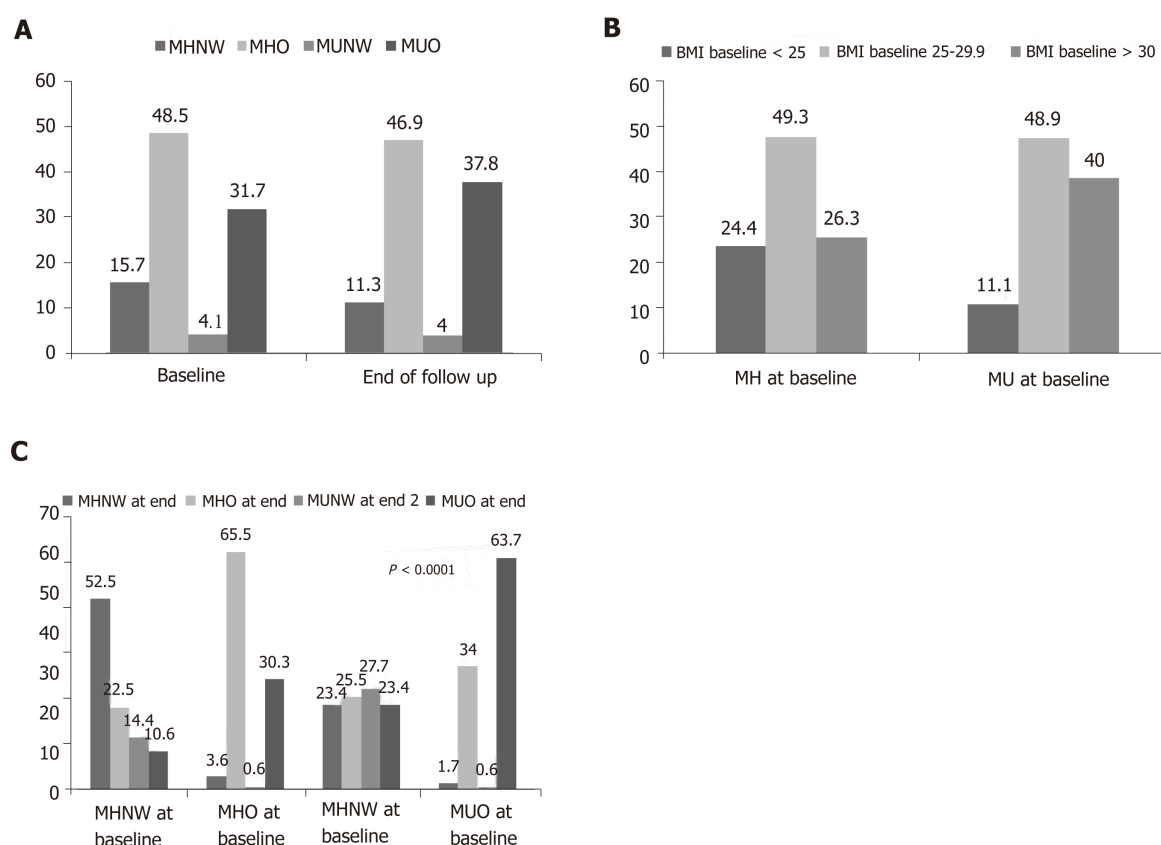 A
MHNW MHO MUNW MUO
60
50
40
30
20
10
0
15.7
48.5
4.1
31.7
11.3
46.9
4
37.8
Baseline
End of follow up
B
BMI baseline < 25 BMI baseline 25-29.9 BMI baseline > 30
60
50
40
30
20
10
0
24.4
49.3
26.3
11.1
48.9
40
MH at baseline
MU at baseline
C
MHNW at end MHO at end MUNW at end 2 MUO at end
70
60
50
40
30
20
10
0
52.5
22.5
14.4
10.6
3.6
65.5
0.6
30.3
23.4
25.5
27.7
23.4
1.7
34
0.6
63.7
P < 0.0001
MHNW at
baseline
MHO at
baseline
MHNW at
baseline
MUO at
baseline